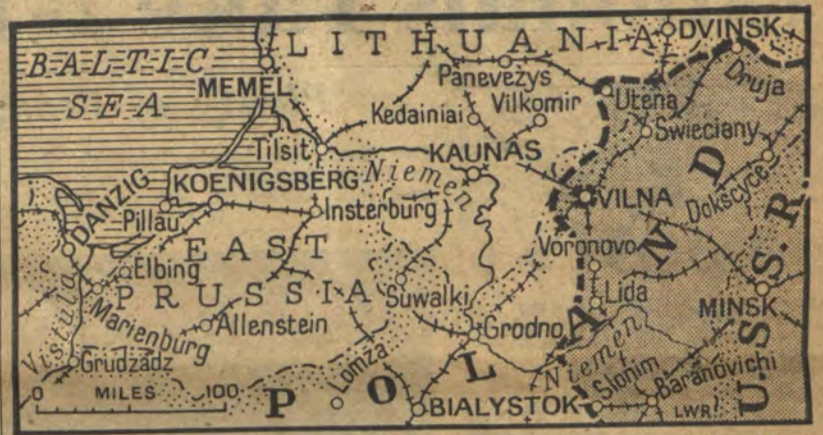 LITHUANIA
DVINSK
BALTIC
SEA
MEMEL
Panevezys
Druja
Utena
Kedainiai
Vilkomir
Swieciany
Tilsit
KAUNAS
Niemen
DANZIG
KOENIGSBERG
VILNA
Dokscyce
Pillau
Insterburg
Voronovo
EAST
PRUSSIA
Elbing
Vistula
Marienburg
Suwalki
Lida
MINSK
U.S.S.R.
Allenstein
Grodno
Niemen
Grudzadz
Lomza
Slonim
Baranovichi
0 MILES 100
POLAND
BIALYSTOK
LWR